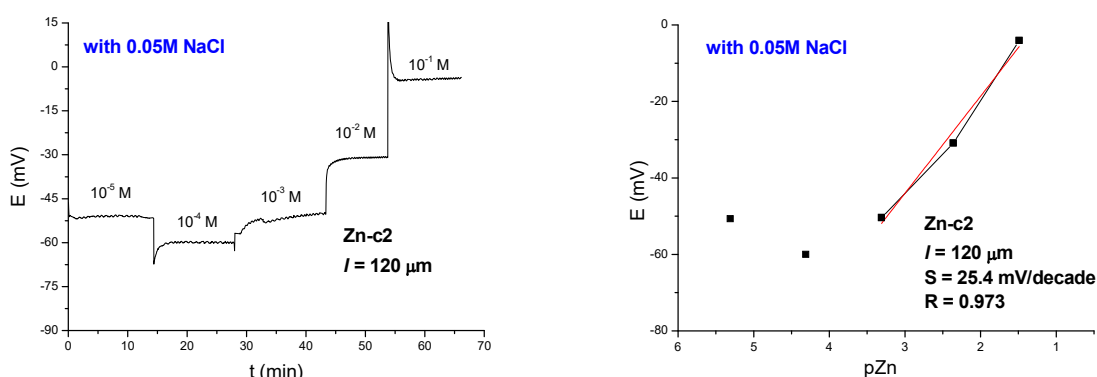 with 0.05M NaCl
15
0
-15
-30
-45
-60
-75
-90
E (mV)
10⁻⁵ M
10⁻⁴ M
10⁻³ M
10⁻² M
10⁻¹ M
Zn-c2
l = 120 μm
0
10
20
30
40
50
60
70
t (min)
with 0.05M NaCl
0
-20
-40
-60
-80
E (mV)
Zn-c2
l = 120 μm
S = 25.4 mV/decade
R = 0.973
6
5
4
3
2
1
pZn